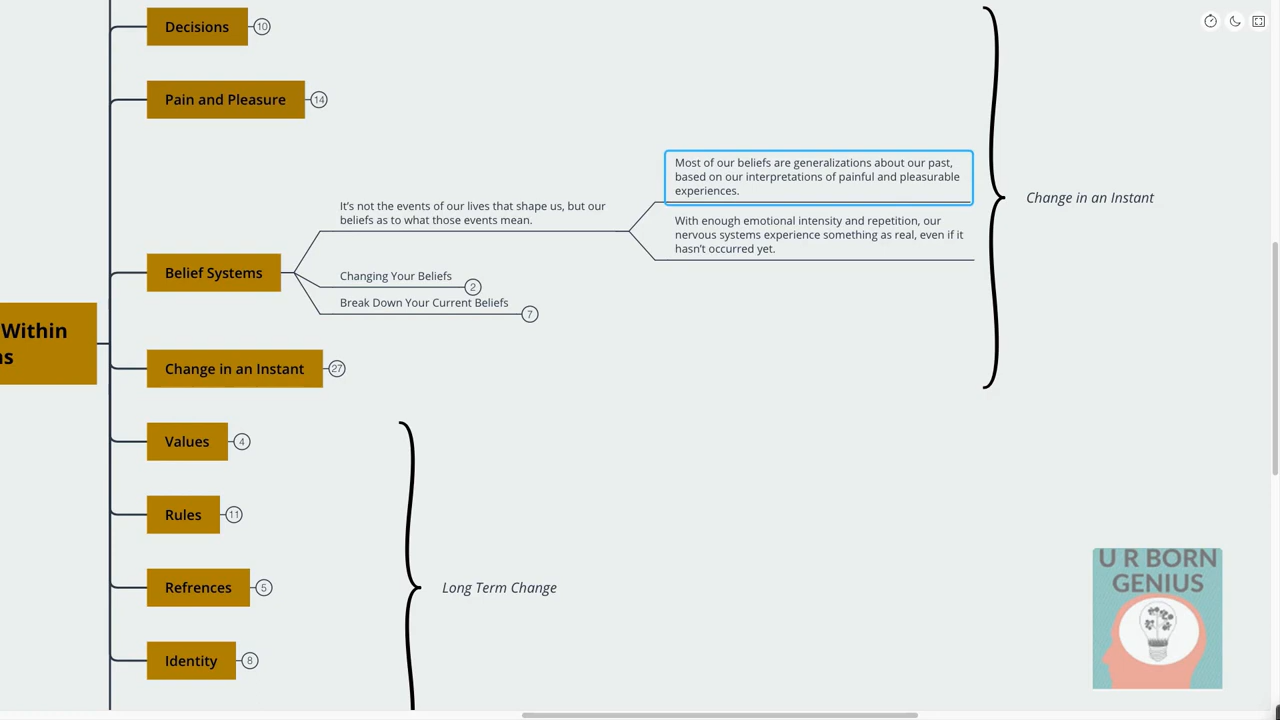 Decisions
10
Pain and Pleasure
14
Most of our beliefs are generalizations about our past,
based on our interpretations of painful and pleasurable
experiences.
Change in an Instant
It's not the events of our lives that shape us, but our
beliefs as to what those events mean.
With enough emotional intensity and repetition, our
nervous systems experience something as real, even if it
hasn't occurred yet.
Belief Systems
Changing Your Beliefs
2
Break Down Your Current Beliefs
7
Within
ns
Change in an Instant
27
Values
4
Rules
11
Refrences
5
Long Term Change
Identity
8
U R BORN
GENIUS